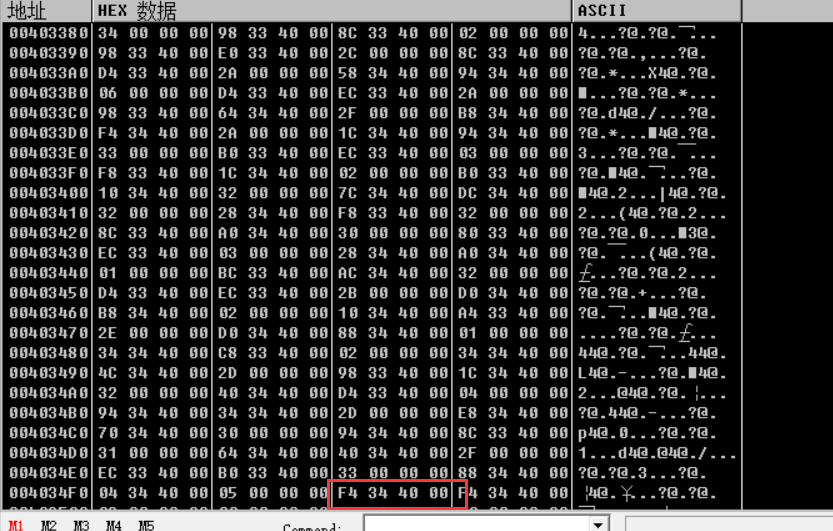 地址 HEX 数据 ASCII
00403380 34 00 00 00 98 33 40 00 8C 33 40 00 02 00 00 00 4...?@.?@....
00403390 98 33 40 00 E0 33 40 00 2C 00 00 00 8C 33 40 00 ?@.?@.,...?@.
004033A0 D4 33 40 00 2A 00 00 00 58 34 40 00 94 34 40 00 ?@.*...X4@.?@.
004033B0 06 00 00 00 D4 33 40 00 EC 33 40 00 2A 00 00 00 ...?@.?@.*...
004033C0 98 33 40 00 64 34 40 00 2F 00 00 00 B8 34 40 00 ?@.d4@./...?@.
004033D0 F4 34 40 00 2A 00 00 00 1C 34 40 00 94 34 40 00 ?@.*...4@.?@.
004033E0 33 00 00 00 B0 33 40 00 EC 33 40 00 03 00 00 00 3...?@.?@....
004033F0 F8 33 40 00 1C 34 40 00 02 00 00 00 B0 33 40 00 ?@.4@....?@.
00403400 10 34 40 00 32 00 00 00 7C 34 40 00 DC 34 40 00 4@.2...|4@.?@.
00403410 32 00 00 00 28 34 40 00 F8 33 40 00 32 00 00 00 2...(4@.?@.2...
00403420 8C 33 40 00 A0 34 40 00 30 00 00 00 80 33 40 00 ?@.?@.0...3@.
00403430 EC 33 40 00 03 00 00 00 28 34 40 00 A0 34 40 00 ?@....(4@.?@.
00403440 01 00 00 00 BC 33 40 00 AC 34 40 00 32 00 00 00 ...?@.?@.2...
00403450 D4 33 40 00 EC 33 40 00 2B 00 00 00 D0 34 40 00 ?@.?@.+...?@.
00403460 B8 34 40 00 02 00 00 00 10 34 40 00 A4 33 40 00 ?@....4@.?@.
00403470 2E 00 00 00 D0 34 40 00 88 34 40 00 01 00 00 00 ....?@.?@....
00403480 34 34 40 00 C8 33 40 00 02 00 00 00 34 34 40 00 44@.?@....44@.
00403490 4C 34 40 00 2D 00 00 00 98 33 40 00 1C 34 40 00 L4@.-...?@.4@.
004034A0 32 00 00 00 40 34 40 00 D4 33 40 00 04 00 00 00 2...@4@.?@....
004034B0 94 34 40 00 34 34 40 00 2D 00 00 00 E8 34 40 00 ?@.44@.-...?@.
004034C0 70 34 40 00 30 00 00 00 94 34 40 00 8C 33 40 00 p4@.0...?@.?@.
004034D0 31 00 00 00 64 34 40 00 40 34 40 00 2F 00 00 00 1...d4@.@4@./...
004034E0 EC 33 40 00 B0 33 40 00 33 00 00 00 88 34 40 00 ?@.?@.3...?@.
004034F0 04 34 40 00 05 00 00 00 F4 34 40 00 F4 34 40 00 4@....?@.?@.
M1 M2 M3 M4 M5 Command: